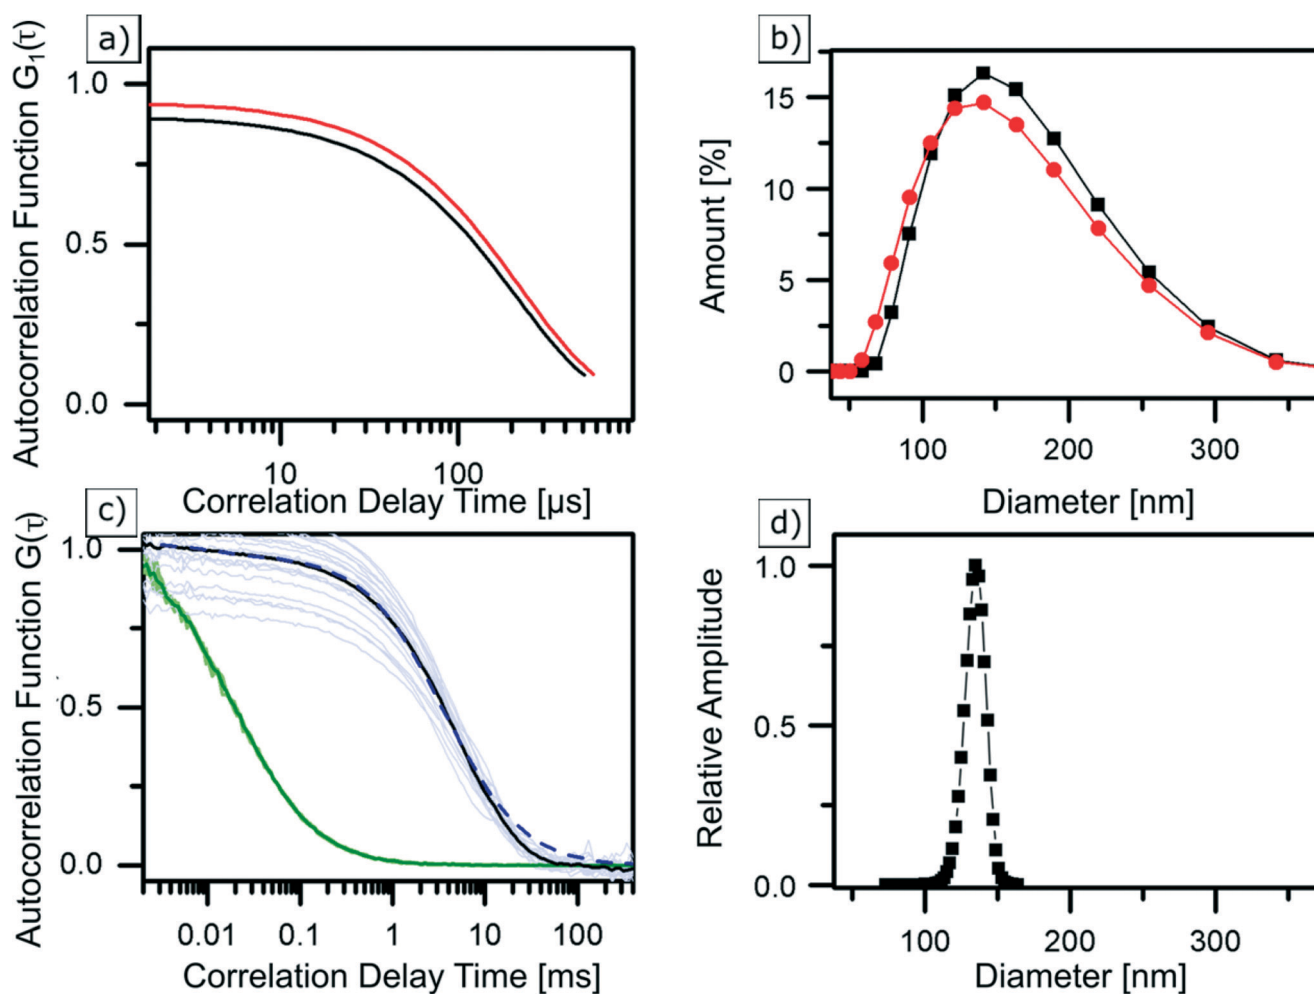 a)
Autocorrelation Function G₁(τ)
1.0
0.5
0.0
10
100
Correlation Delay Time [µs]
b)
Amount [%]
15
10
5
0
100
200
300
Diameter [nm]
c)
Autocorrelation Function G(τ)
1.0
0.5
0.0
0.01
0.1
1
10
100
Correlation Delay Time [ms]
d)
Relative Amplitude
1.0
0.5
0.0
100
200
300
Diameter [nm]